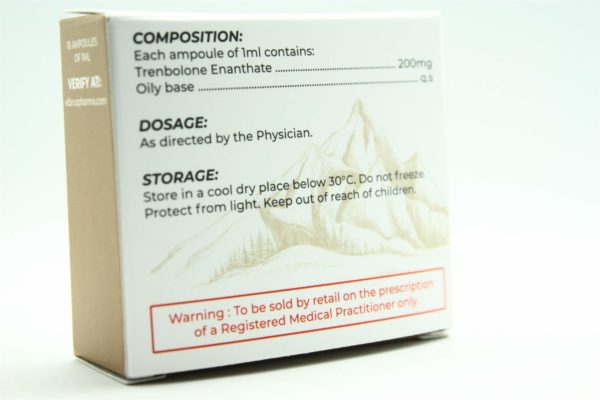 10 AMPOULES
OF 1ML
VERIFY AT:
elbruspharma.com
COMPOSITION:
Each ampoule of 1ml contains:
Trenbolone Enanthate ........................................ 200mg
Oily base ............................................................. q.s
DOSAGE:
As directed by the Physician.
STORAGE:
Store in a cool dry place below 30°C. Do not freeze.
Protect from light. Keep out of reach of children.
Warning : To be sold by retail on the prescription
of a Registered Medical Practitioner only.